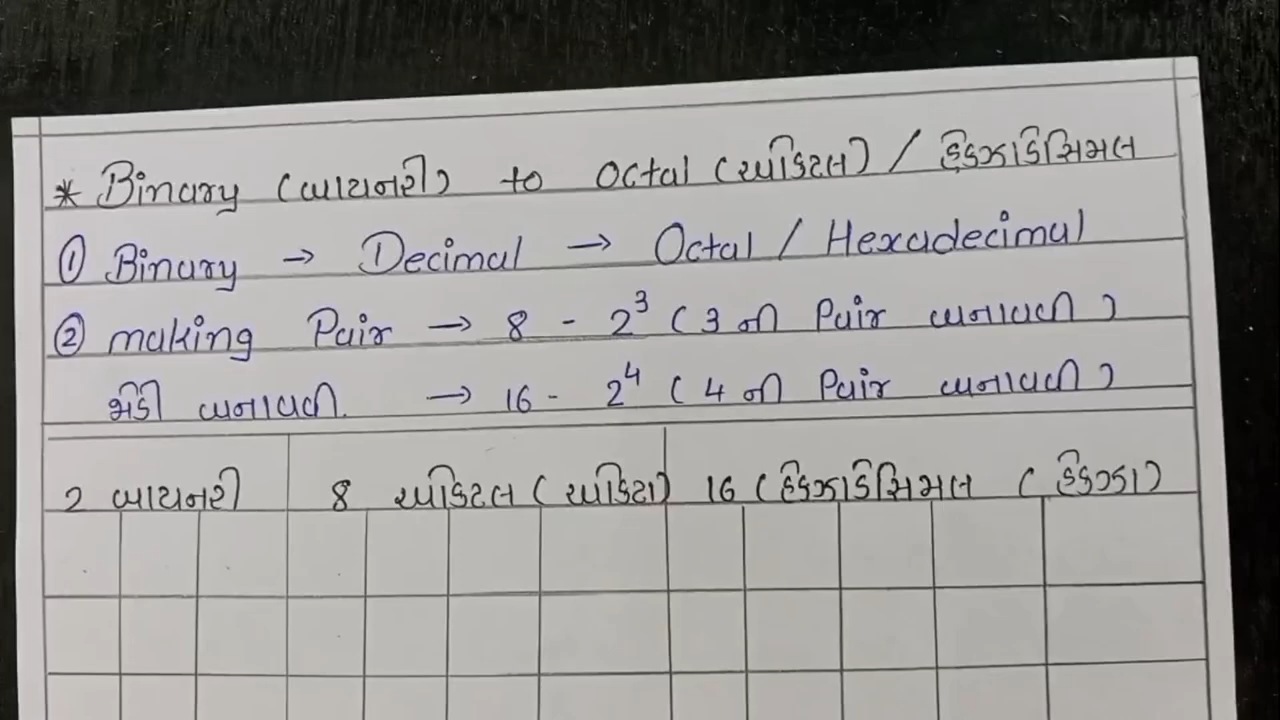 * Binary (બાયનરી) to Octal (ઓક્ટિટલ) / હેક્ઝાડેસિમલ
① Binary → Decimal → Octal / Hexadecimal
② making Pair → 8 - 2³ (3 ની Pair બનાવવી)
જોડી બનાવવી. → 16 - 2⁴ (4 ની Pair બનાવવી)
2 બાયનરી 8 ઓક્ટિટલ (ઓક્ટા) 16 (હેક્ઝાડેસિમલ (હેક્ઝા)